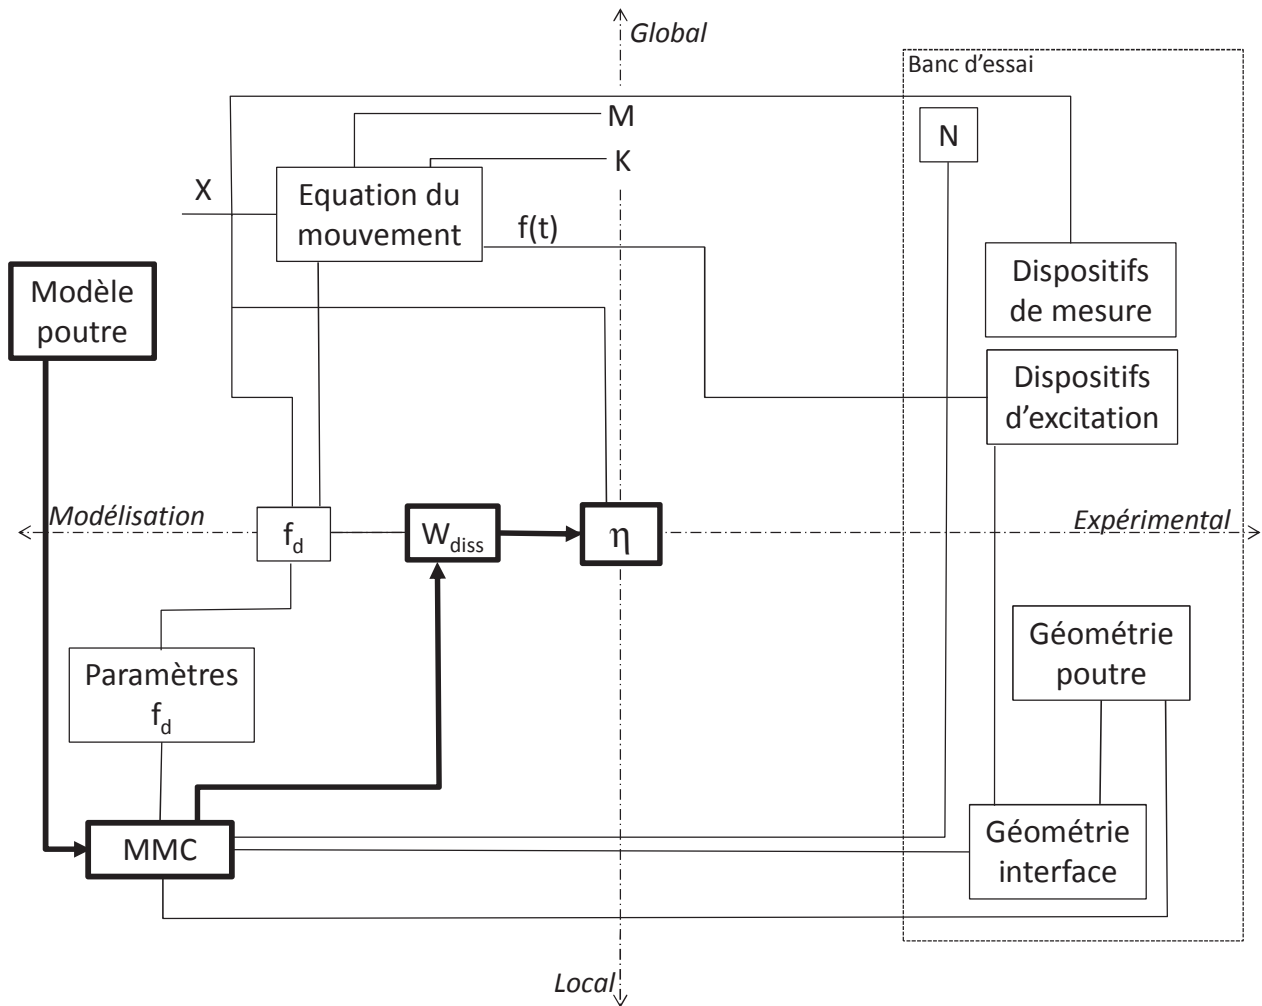 Global
Banc d'essai
M
N
K
X
Equation du
mouvement
f(t)
Modèle
poutre
Dispositifs
de mesure
Dispositifs
d'excitation
Modélisation
Expérimental
f_d
W_diss
η
Géométrie
poutre
Paramètres
f_d
MMC
Géométrie
interface
Local